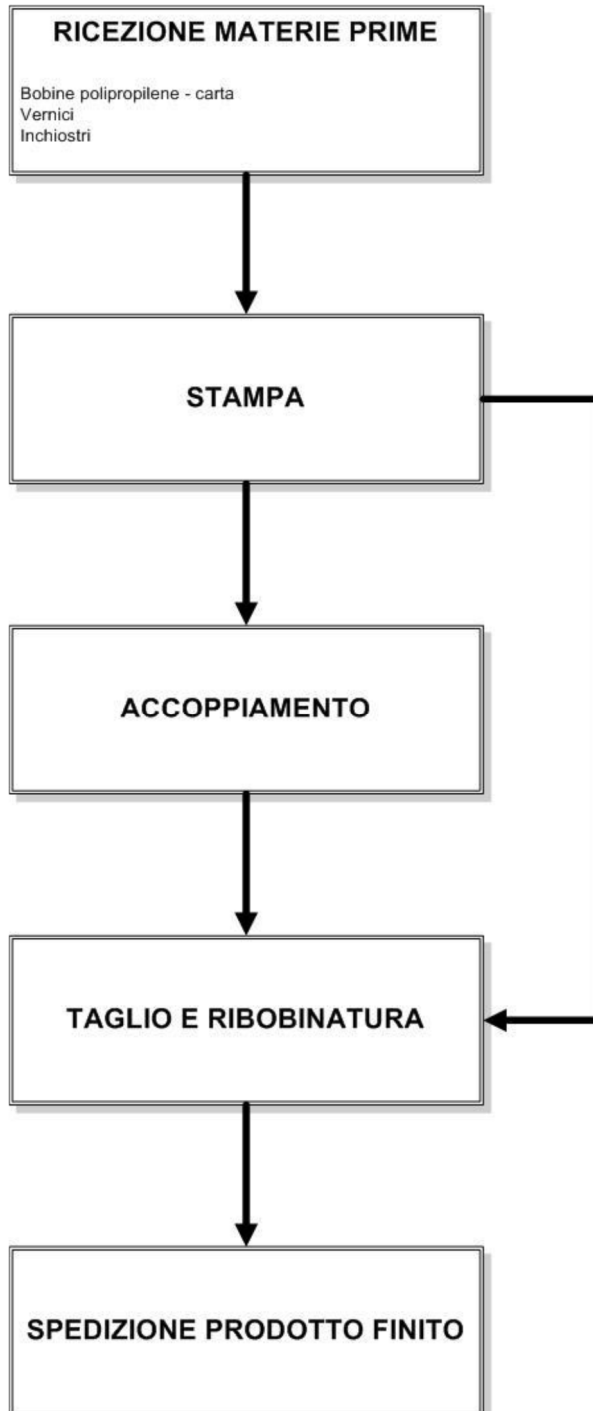 RICEZIONE MATERIE PRIME
Bobine polipropilene - carta
Vernici
Inchiostri
STAMPA
ACCOPPIAMENTO
TAGLIO E RIBOBINATURA
SPEDIZIONE PRODOTTO FINITO